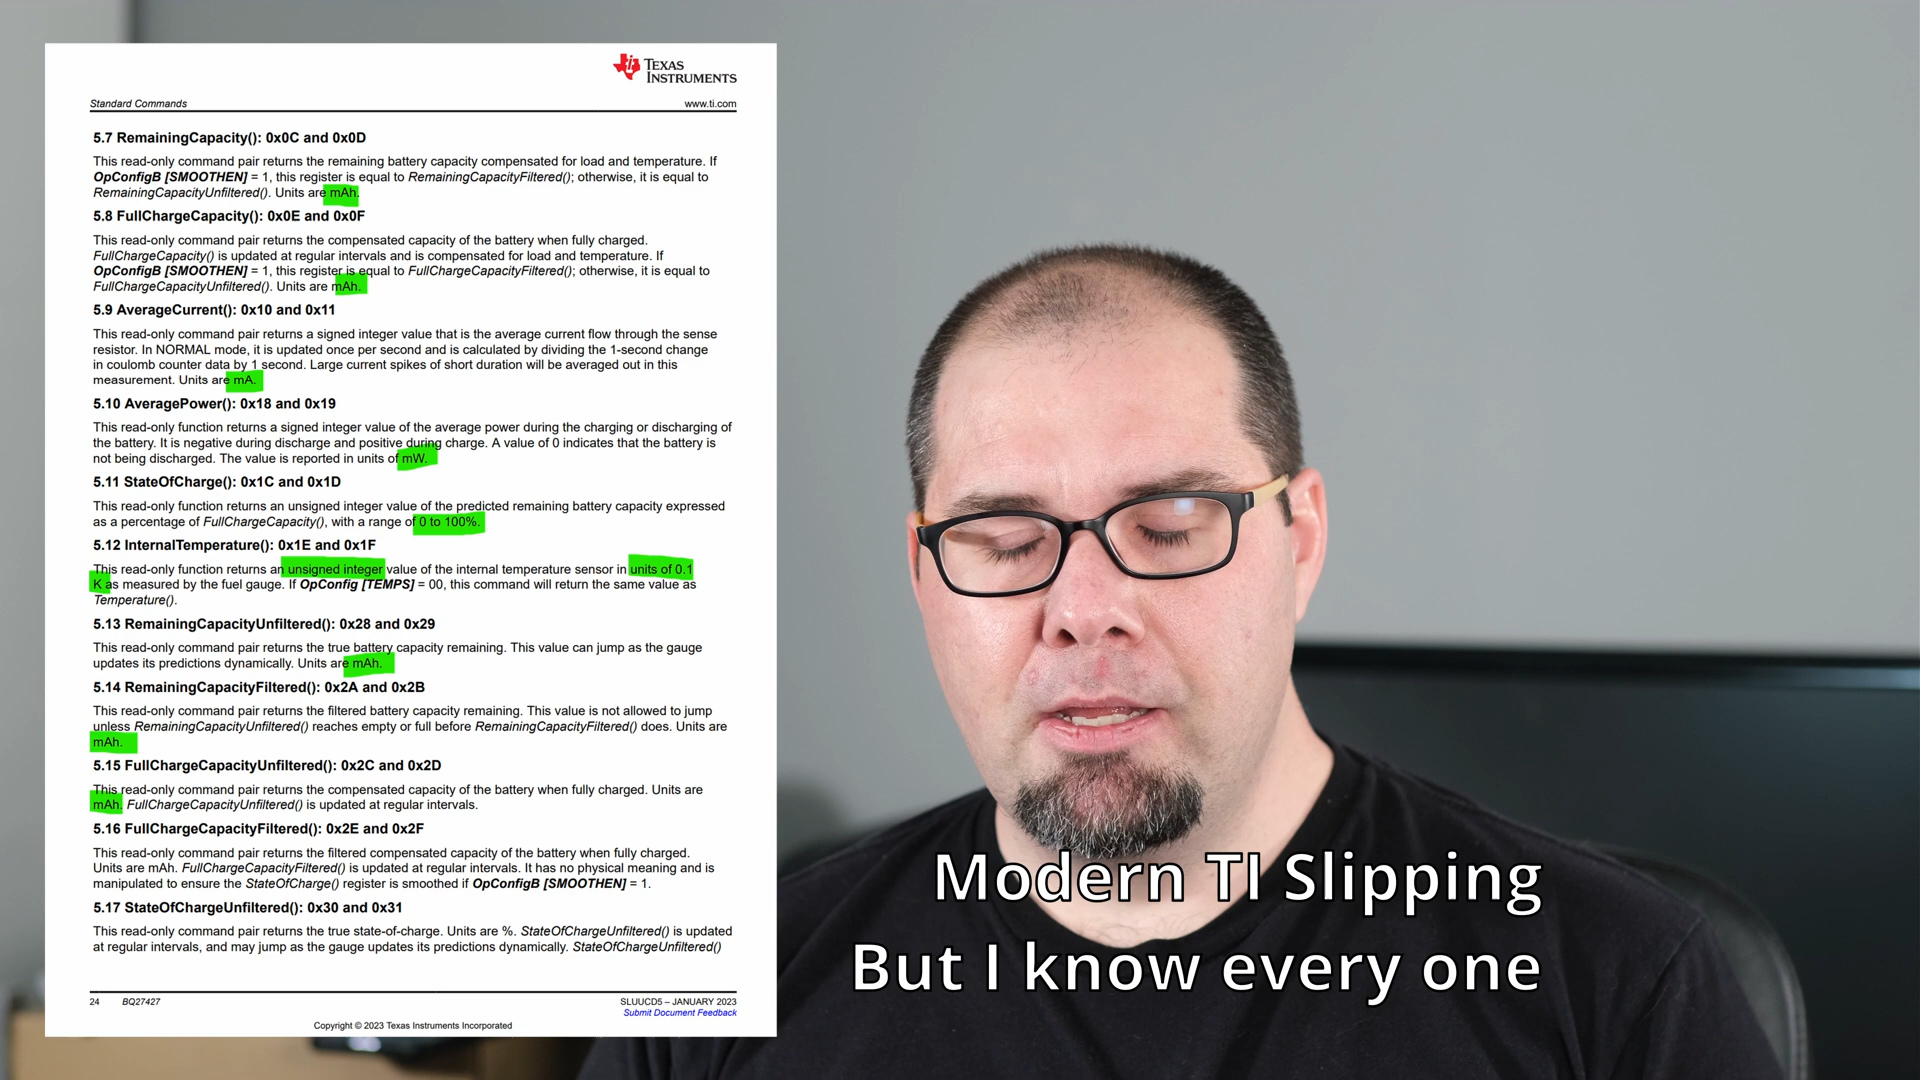 TEXAS
INSTRUMENTS
Standard Commands
www.ti.com
5.7 RemainingCapacity(): 0x0C and 0x0D
This read-only command pair returns the remaining battery capacity compensated for load and temperature. If
OpConfigB [SMOOTHEN] = 1, this register is equal to RemainingCapacityFiltered(); otherwise, it is equal to
RemainingCapacityUnfiltered(). Units are mAh.
5.8 FullChargeCapacity(): 0x0E and 0x0F
This read-only command pair returns the compensated capacity of the battery when fully charged.
FullChargeCapacity() is updated at regular intervals and is compensated for load and temperature. If
OpConfigB [SMOOTHEN] = 1, this register is equal to FullChargeCapacityFiltered(); otherwise, it is equal to
FullChargeCapacityUnfiltered(). Units are mAh.
5.9 AverageCurrent(): 0x10 and 0x11
This read-only command pair returns a signed integer value that is the average current flow through the sense
resistor. In NORMAL mode, it is updated once per second and is calculated by dividing the 1-second change
in coulomb counter data by 1 second. Large current spikes of short duration will be averaged out in this
measurement. Units are mA.
5.10 AveragePower(): 0x18 and 0x19
This read-only function returns a signed integer value of the average power during the charging or discharging of
the battery. It is negative during discharge and positive during charge. A value of 0 indicates that the battery is
not being discharged. The value is reported in units of mW.
5.11 StateOfCharge(): 0x1C and 0x1D
This read-only function returns an unsigned integer value of the predicted remaining battery capacity expressed
as a percentage of FullChargeCapacity(), with a range of 0 to 100%.
5.12 InternalTemperature(): 0x1E and 0x1F
This read-only function returns an unsigned integer value of the internal temperature sensor in units of 0.1
K as measured by the fuel gauge. If OpConfig [TEMPS] = 00, this command will return the same value as
Temperature().
5.13 RemainingCapacityUnfiltered(): 0x28 and 0x29
This read-only command pair returns the true battery capacity remaining. This value can jump as the gauge
updates its predictions dynamically. Units are mAh.
5.14 RemainingCapacityFiltered(): 0x2A and 0x2B
This read-only command pair returns the filtered battery capacity remaining. This value is not allowed to jump
unless RemainingCapacityUnfiltered() reaches empty or full before RemainingCapacityFiltered() does. Units are
mAh.
5.15 FullChargeCapacityUnfiltered(): 0x2C and 0x2D
This read-only command pair returns the compensated capacity of the battery when fully charged. Units are
mAh. FullChargeCapacityUnfiltered() is updated at regular intervals.
5.16 FullChargeCapacityFiltered(): 0x2E and 0x2F
This read-only command pair returns the filtered compensated capacity of the battery when fully charged.
Units are mAh. FullChargeCapacityFiltered() is updated at regular intervals. It has no physical meaning and is
manipulated to ensure the StateOfCharge() register is smoothed if OpConfigB [SMOOTHEN] = 1.
5.17 StateOfChargeUnfiltered(): 0x30 and 0x31
This read-only command pair returns the true state-of-charge. Units are %. StateOfChargeUnfiltered() is updated
at regular intervals, and may jump as the gauge updates its predictions dynamically. StateOfChargeUnfiltered()
24 BQ27427
SLUUCD5 – JANUARY 2023
Submit Document Feedback
Copyright © 2023 Texas Instruments Incorporated
Modern TI Slipping
But I know every one